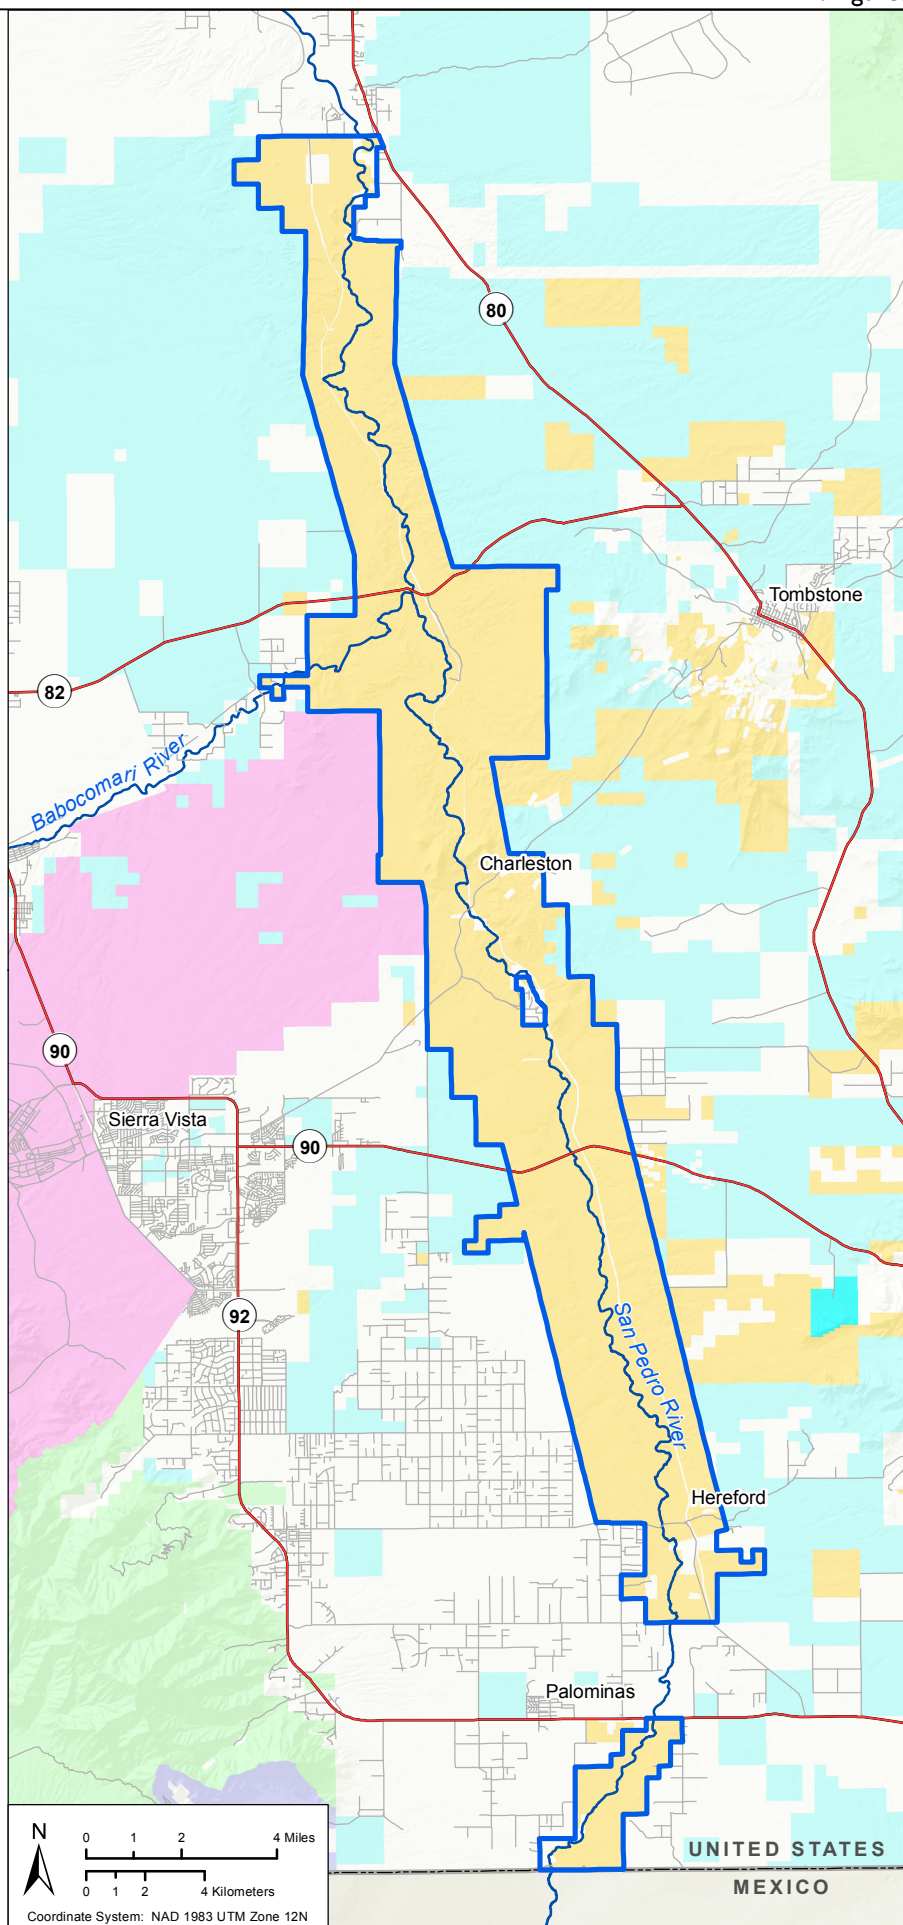 80
Tombstone
82
Babocomari River
Charleston
90
Sierra Vista
90
92
San Pedro River
Hereford
Palominas
UNITED STATES
MEXICO
N
0 1 2 4 Miles
0 1 2 4 Kilometers
Coordinate System: NAD 1983 UTM Zone 12N